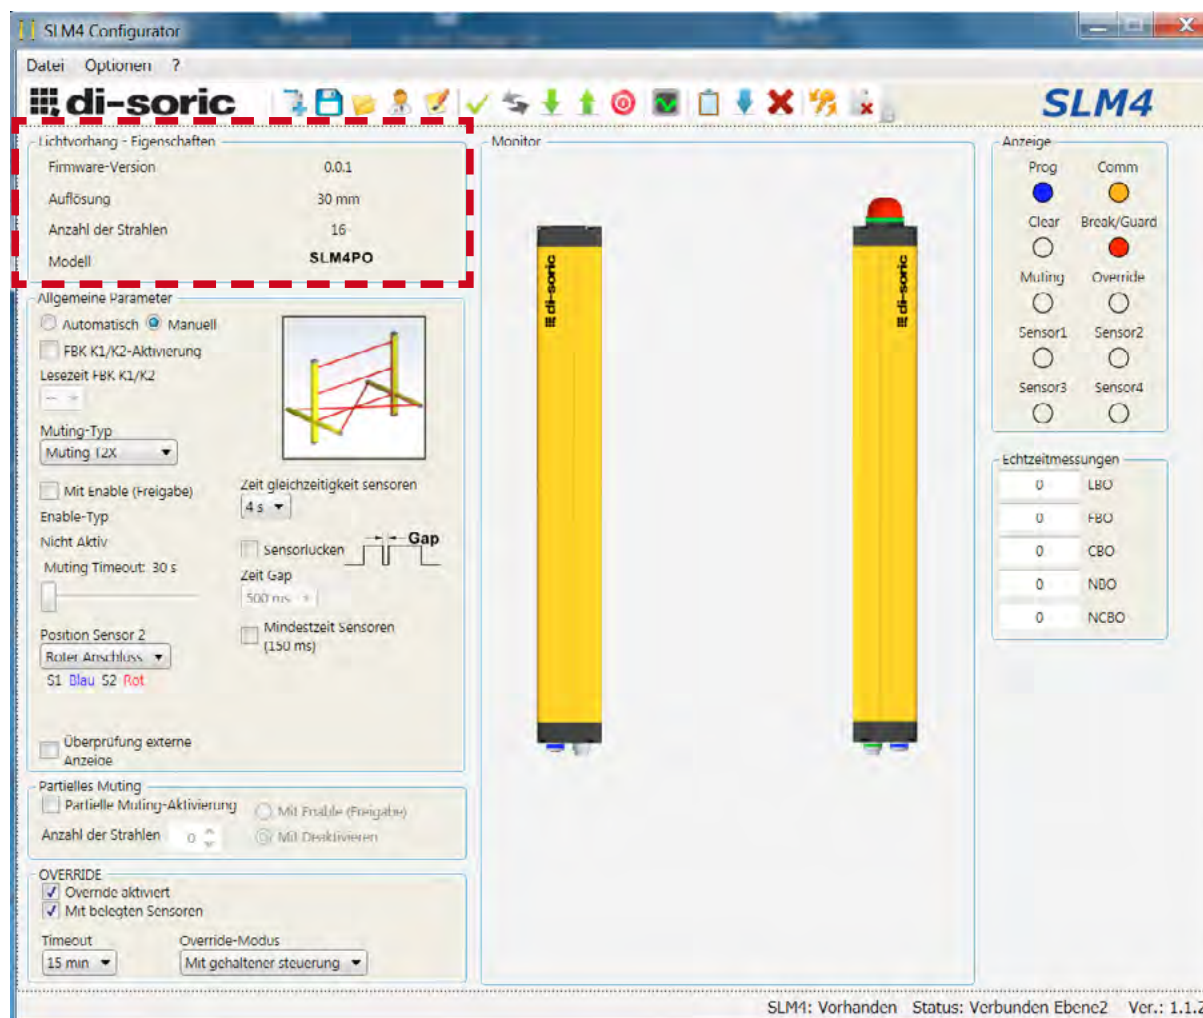 SLM4 Configurator
Datei Optionen ?
di-soric
SLM4
Lichtvorhang - Eigenschaften
Firmware-Version 0.0.1
Auflösung 30 mm
Anzahl der Strahlen 16
Modell SLM4PO
Allgemeine Parameter
Automatisch Manuell
FBK K1/K2-Aktivierung
Lesezeit FBK K1/K2
--
Muting-Typ
Muting T2X
Mit Enable (Freigabe)
Enable-Typ
Nicht Aktiv
Muting Timeout: 30 s
Zeit gleichzeitigkeit sensoren
4 s
Sensorlücken
Gap
Zeit Gap
500 ms
Mindestzeit Sensoren
(150 ms)
Position Sensor 2
Roter Anschluss
S1 Blau S2 Rot
Überprüfung externe
Anzeige
Partielles Muting
Partielle Muting-Aktivierung
Mit Enable (Freigabe)
Anzahl der Strahlen 0
Mit Deaktivieren
OVERRIDE
Override aktiviert
Mit belegten Sensoren
Timeout Override-Modus
15 min Mit gehaltener steuerung
Monitor
di-soric
di-soric
Anzeige
Prog Comm
Clear Break/Guard
Muting Override
Sensor1 Sensor2
Sensor3 Sensor4
Echtzeitmessungen
0 LBO
0 FBO
0 CBO
0 NBO
0 NCBO
SLM4: Vorhanden Status: Verbunden Ebene2 Ver.: 1.1.2